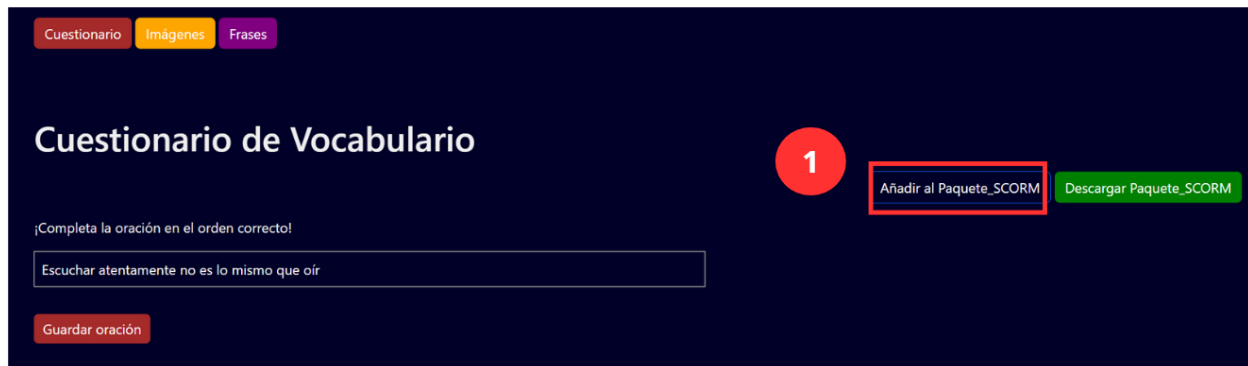 Cuestionario Imágenes Frases
Cuestionario de Vocabulario
1
Añadir al Paquete_SCORM Descargar Paquete_SCORM
¡Completa la oración en el orden correcto!
Escuchar atentamente no es lo mismo que oír
Guardar oración